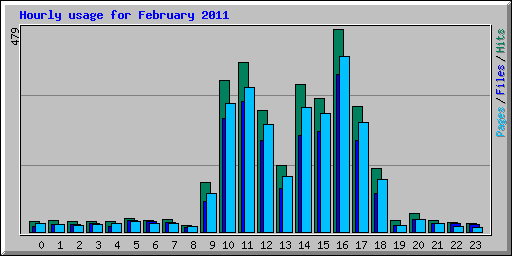 Hourly usage for February 2011
479
Pages/Files/Hits
0 1 2 3 4 5 6 7 8 9 10 11 12 13 14 15 16 17 18 19 20 21 22 23